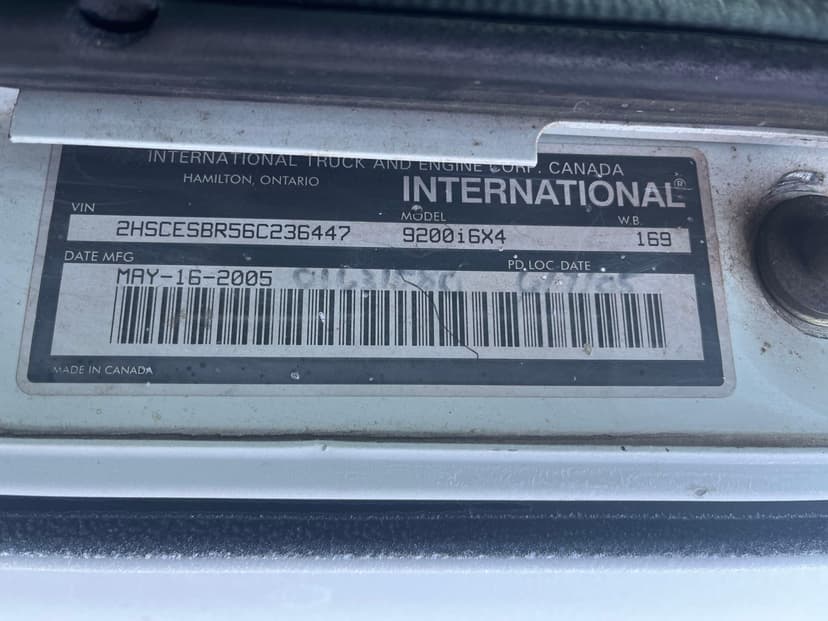 INTERNATIONAL TRUCK AND ENGINE CORP. CANADA
HAMILTON, ONTARIO
INTERNATIONAL®
VIN MODEL W.B.
2HSCESBR56C236447 9200i6X4 169
DATE MFG PD LOC DATE
MAY-16-2005
MADE IN CANADA